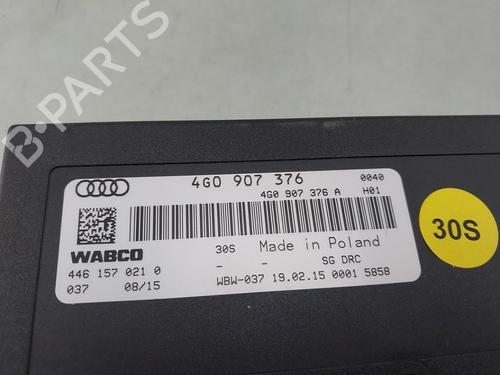 B-PARTS
4G0 907 376 0040
4G0 907 376 A H01
WABCO 30S Made in Poland
446 157 021 0 - - SG DRC
037 08/15 WBW-037 19.02.15 0001 5858
30S